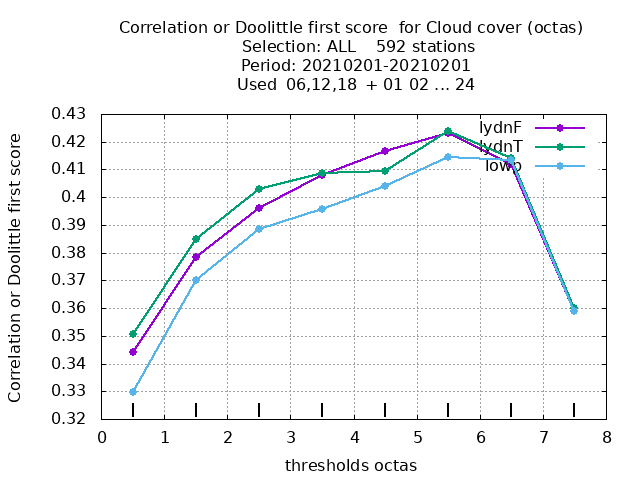 Correlation or Doolittle first score  for Cloud cover (octas)
Selection: ALL    592 stations
Period: 20210201-20210201
Used  06,12,18  + 01 02 ... 24
Correlation or Doolittle first score
0.43
0.42
0.41
0.4
0.39
0.38
0.37
0.36
0.35
0.34
0.33
0.32
lydnF
lydnT
lowp
0 1 2 3 4 5 6 7 8
thresholds octas